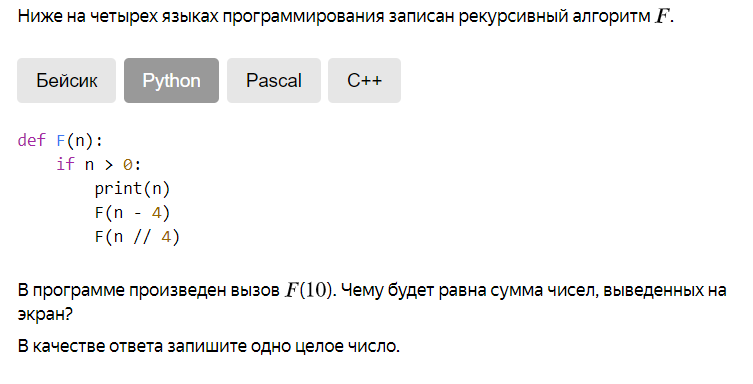 Ниже на четырех языках программирования записан рекурсивный алгоритм F.
Бейсик Python Pascal C++
def F(n):
    if n > 0:
        print(n)
        F(n - 4)
        F(n // 4)
В программе произведен вызов F(10). Чему будет равна сумма чисел, выведенных на
экран?
В качестве ответа запишите одно целое число.